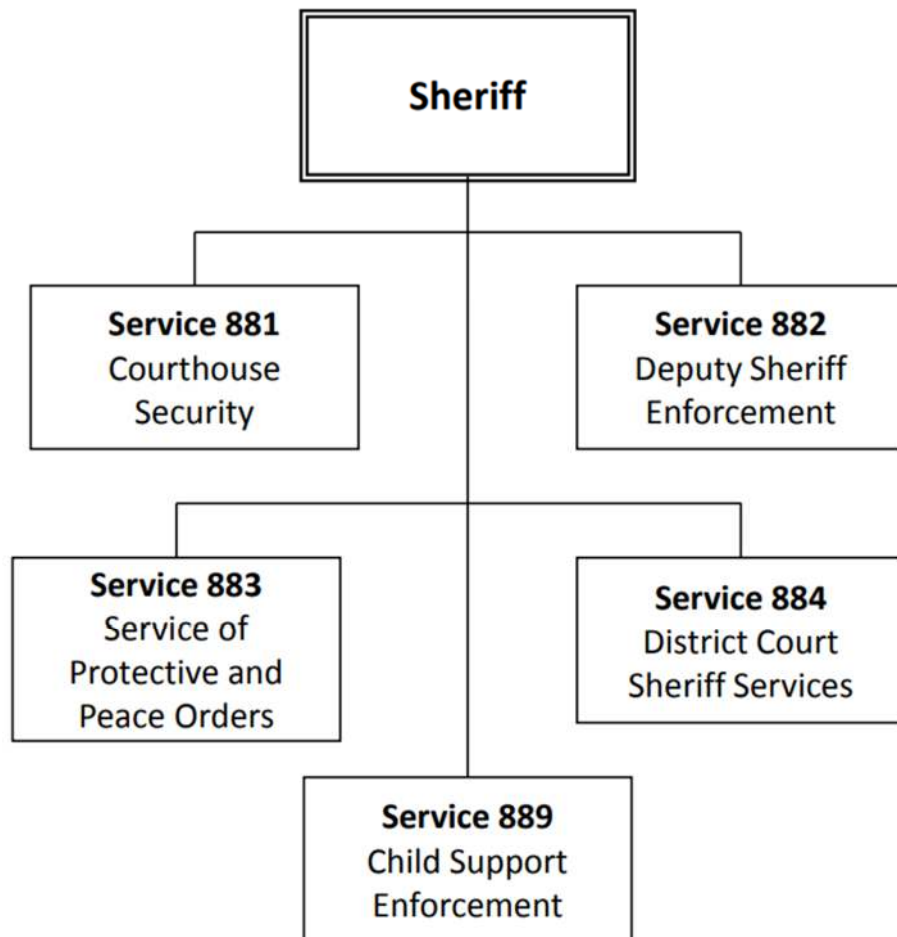 Sheriff
Service 881
Courthouse
Security
Service 882
Deputy Sheriff
Enforcement
Service 883
Service of
Protective and
Peace Orders
Service 884
District Court
Sheriff Services
Service 889
Child Support
Enforcement